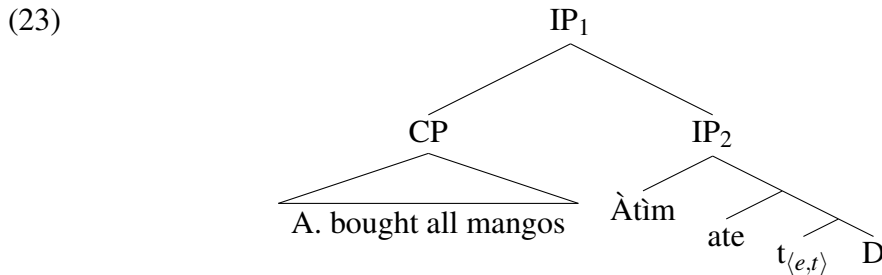 (23) IP₁
CP IP₂
A. bought all mangos Àtìm
ate
t⟨e,t⟩ D